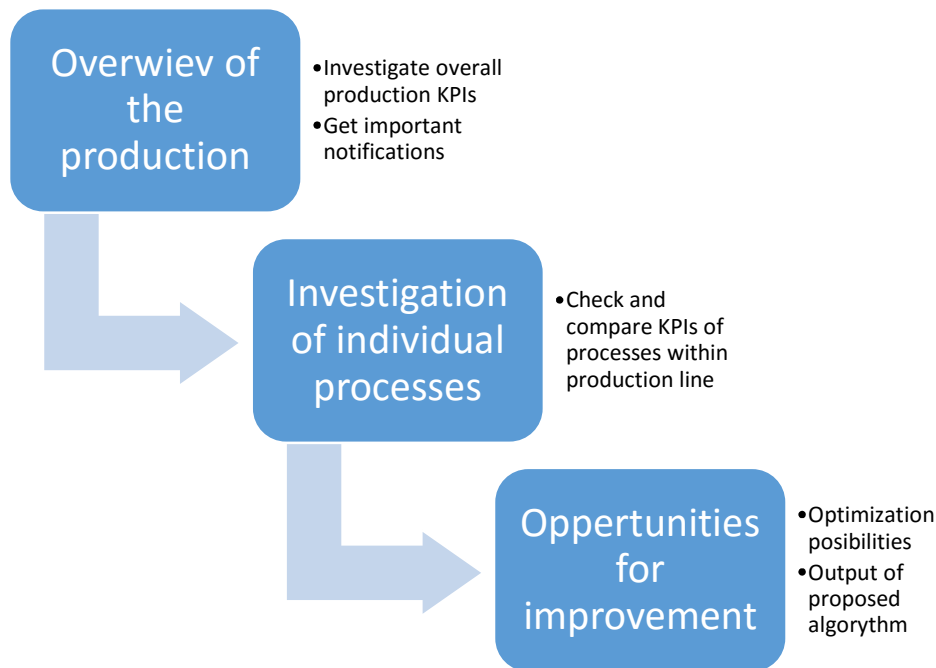 Overwiev of
the
production
•Investigate overall
production KPIs
•Get important
notifications
Investigation
of individual
processes
•Check and
compare KPIs of
processes within
production line
Oppertunities
for
improvement
•Optimization
posibilities
•Output of
proposed
algorythm